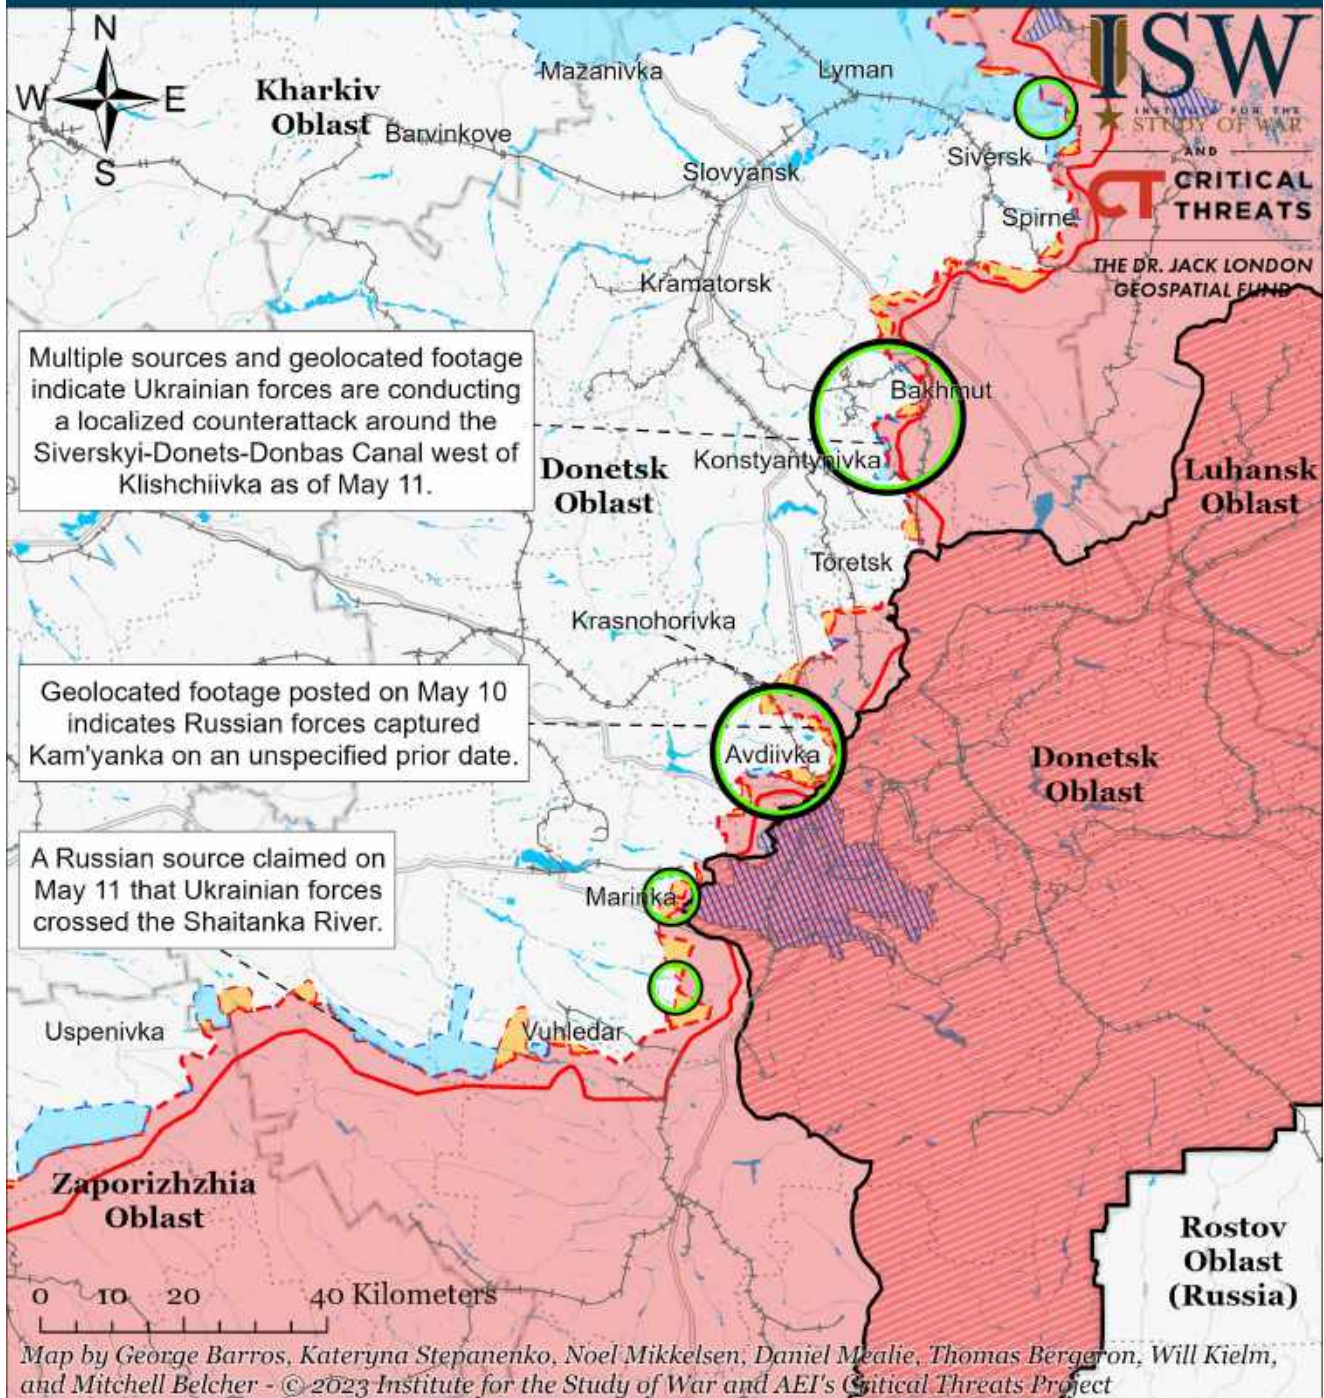 N
W E
S
Kharkiv
Oblast
Barvinkove
Mazanivka
Lyman
ISW
INSTITUTE FOR THE
STUDY OF WAR
AND
CT CRITICAL
THREATS
THE DR. JACK LONDON
GEOSPATIAL FUND
Siversk
Slovyansk
Spirne
Kramatorsk
Multiple sources and geolocated footage
indicate Ukrainian forces are conducting
a localized counterattack around the
Siverskyi-Donets-Donbas Canal west of
Klishchiivka as of May 11.
Bakhmut
Donetsk
Oblast
Konstyantynivka
Luhansk
Oblast
Toretsk
Krasnohorivka
Geolocated footage posted on May 10
indicates Russian forces captured
Kam'yanka on an unspecified prior date.
Avdiivka
Donetsk
Oblast
A Russian source claimed on
May 11 that Ukrainian forces
crossed the Shaitanka River.
Marinka
Uspenivka
Vuhledar
Zaporizhzhia
Oblast
Rostov
Oblast
(Russia)
0 10 20 40 Kilometers
Map by George Barros, Kateryna Stepanenko, Noel Mikkelsen, Daniel Mealie, Thomas Bergeron, Will Kielm,
and Mitchell Belcher - © 2023 Institute for the Study of War and AEI's Critical Threats Project